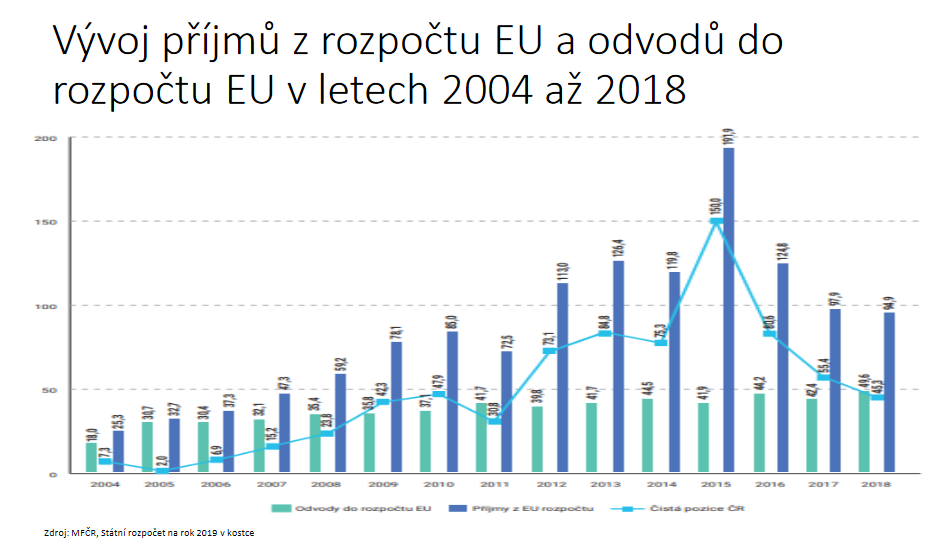 Vývoj příjmů z rozpočtu EU a odvodů do
rozpočtu EU v letech 2004 až 2018
200
150
100
50
0
18,0 7,3 25,3
30,7 2,0 32,7
30,4 6,9 37,3
32,1 15,2 47,3
35,4 23,8 59,2
35,8 42,3 78,1
37,1 47,9 85,0
41,7 30,8 72,5
39,8 73,1 113,0
41,7 84,8 126,4
44,5 75,3 119,8
41,9 150,0 191,9
44,2 80,6 124,8
42,4 55,4 97,9
49,6 45,3 94,9
2004 2005 2006 2007 2008 2009 2010 2011 2012 2013 2014 2015 2016 2017 2018
Odvody do rozpočtu EU Příjmy z EU rozpočtu Čistá pozice ČR
Zdroj: MFČR, Státní rozpočet na rok 2019 v kostce